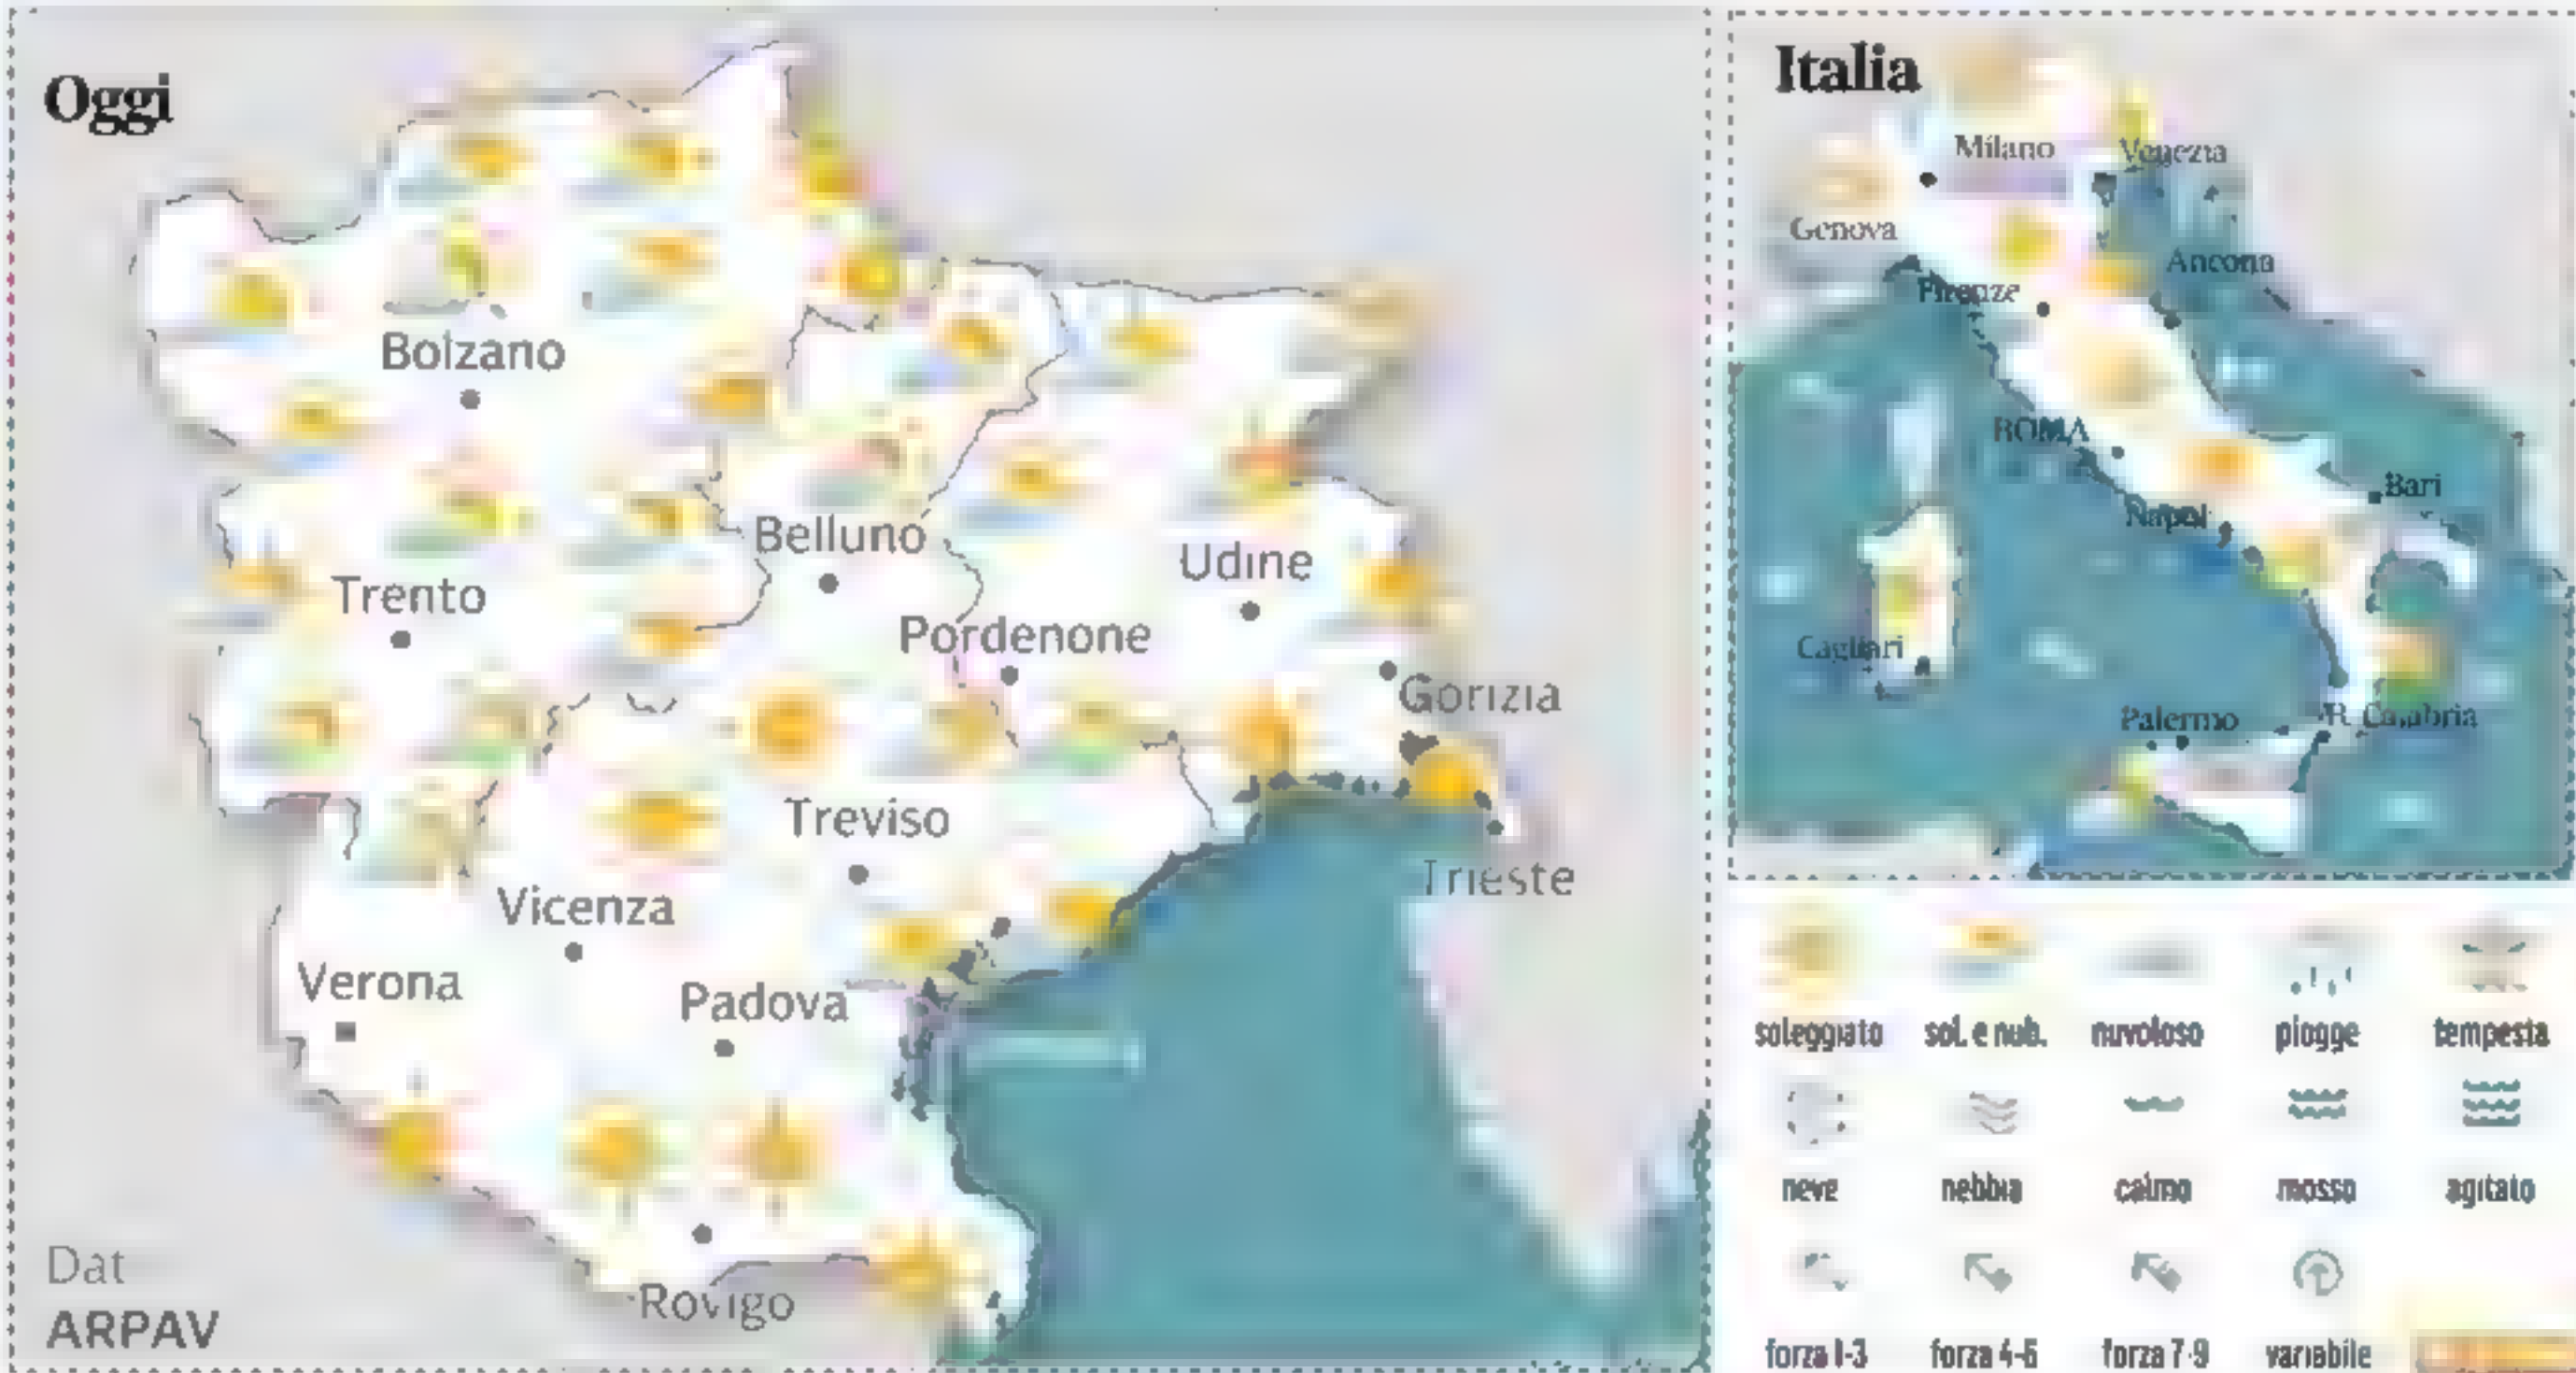 Oggi
Bolzano
Belluno
Udine
Trento
Pordenone
Gorizia
Treviso
Trieste
Vicenza
Verona
Padova
Rovigo
Dat
ARPAV
Italia
Milano
Venezia
Genova
Ancona
Firenze
ROMA
Bari
Napoli
Cagliari
Palermo
R. Calabria
soleggiato sol. e nub. nuvoloso piogge tempesta
neve nebbia calmo mosso agitato
forza 1-3 forza 4-6 forza 7-9 variabile